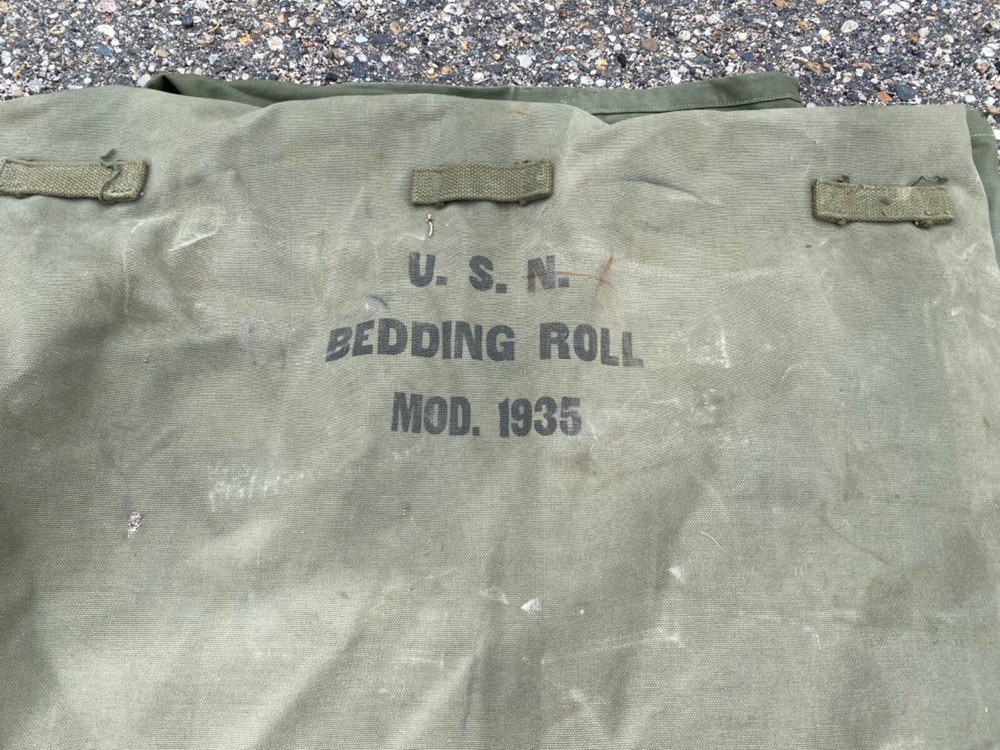 U. S. N.
BEDDING ROLL
MOD. 1935